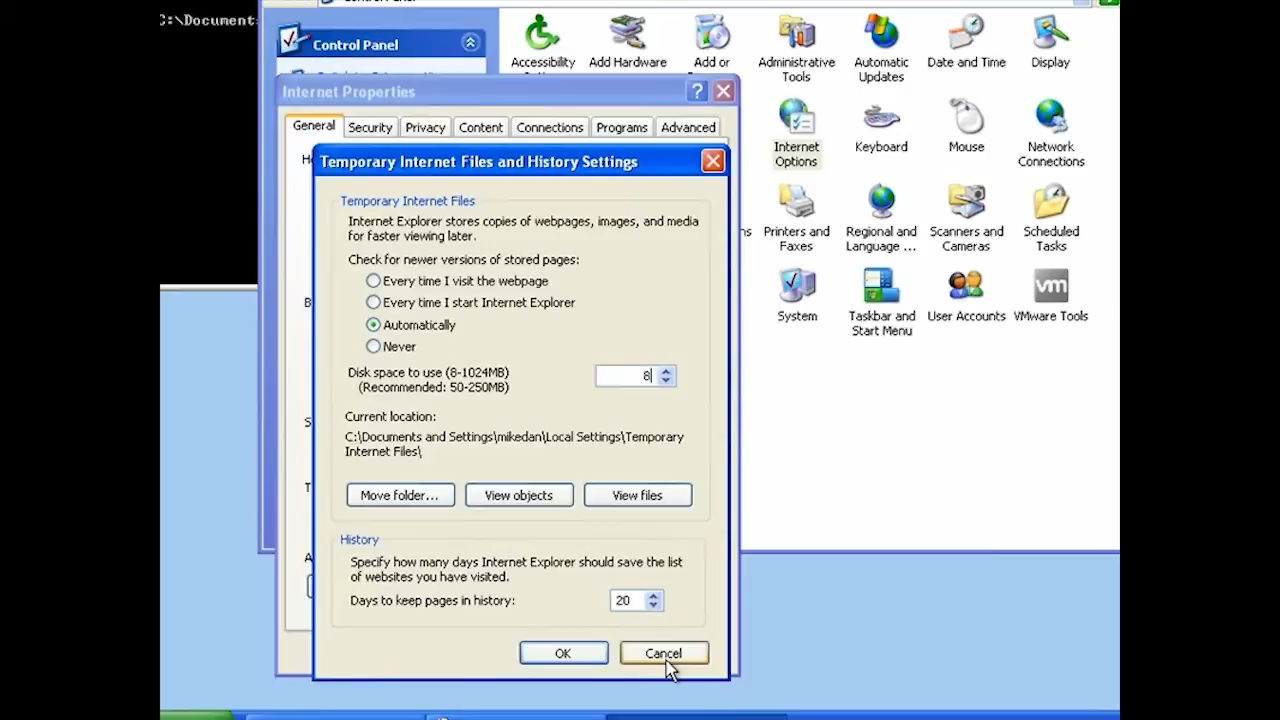 C:\Document
Control Panel
Control Panel
Accessibility
Add Hardware
Add or
Administrative
Tools
Automatic
Updates
Date and Time
Display
Internet Properties
General
Security
Privacy
Content
Connections
Programs
Advanced
Internet
Options
Keyboard
Mouse
Network
Connections
Temporary Internet Files and History Settings
Temporary Internet Files
Internet Explorer stores copies of webpages, images, and media
for faster viewing later.
Check for newer versions of stored pages:
Every time I visit the webpage
Every time I start Internet Explorer
Automatically
Never
Disk space to use (8-1024MB)
(Recommended: 50-250MB)
8
Current location:
C:\Documents and Settings\mikedan\Local Settings\Temporary
Internet Files\
Move folder...
View objects
View files
History
Specify how many days Internet Explorer should save the list
of websites you have visited.
Days to keep pages in history:
20
OK
Cancel
Printers and
Faxes
Regional and
Language ...
Scanners and
Cameras
Scheduled
Tasks
System
Taskbar and
Start Menu
User Accounts
vm
VMware Tools